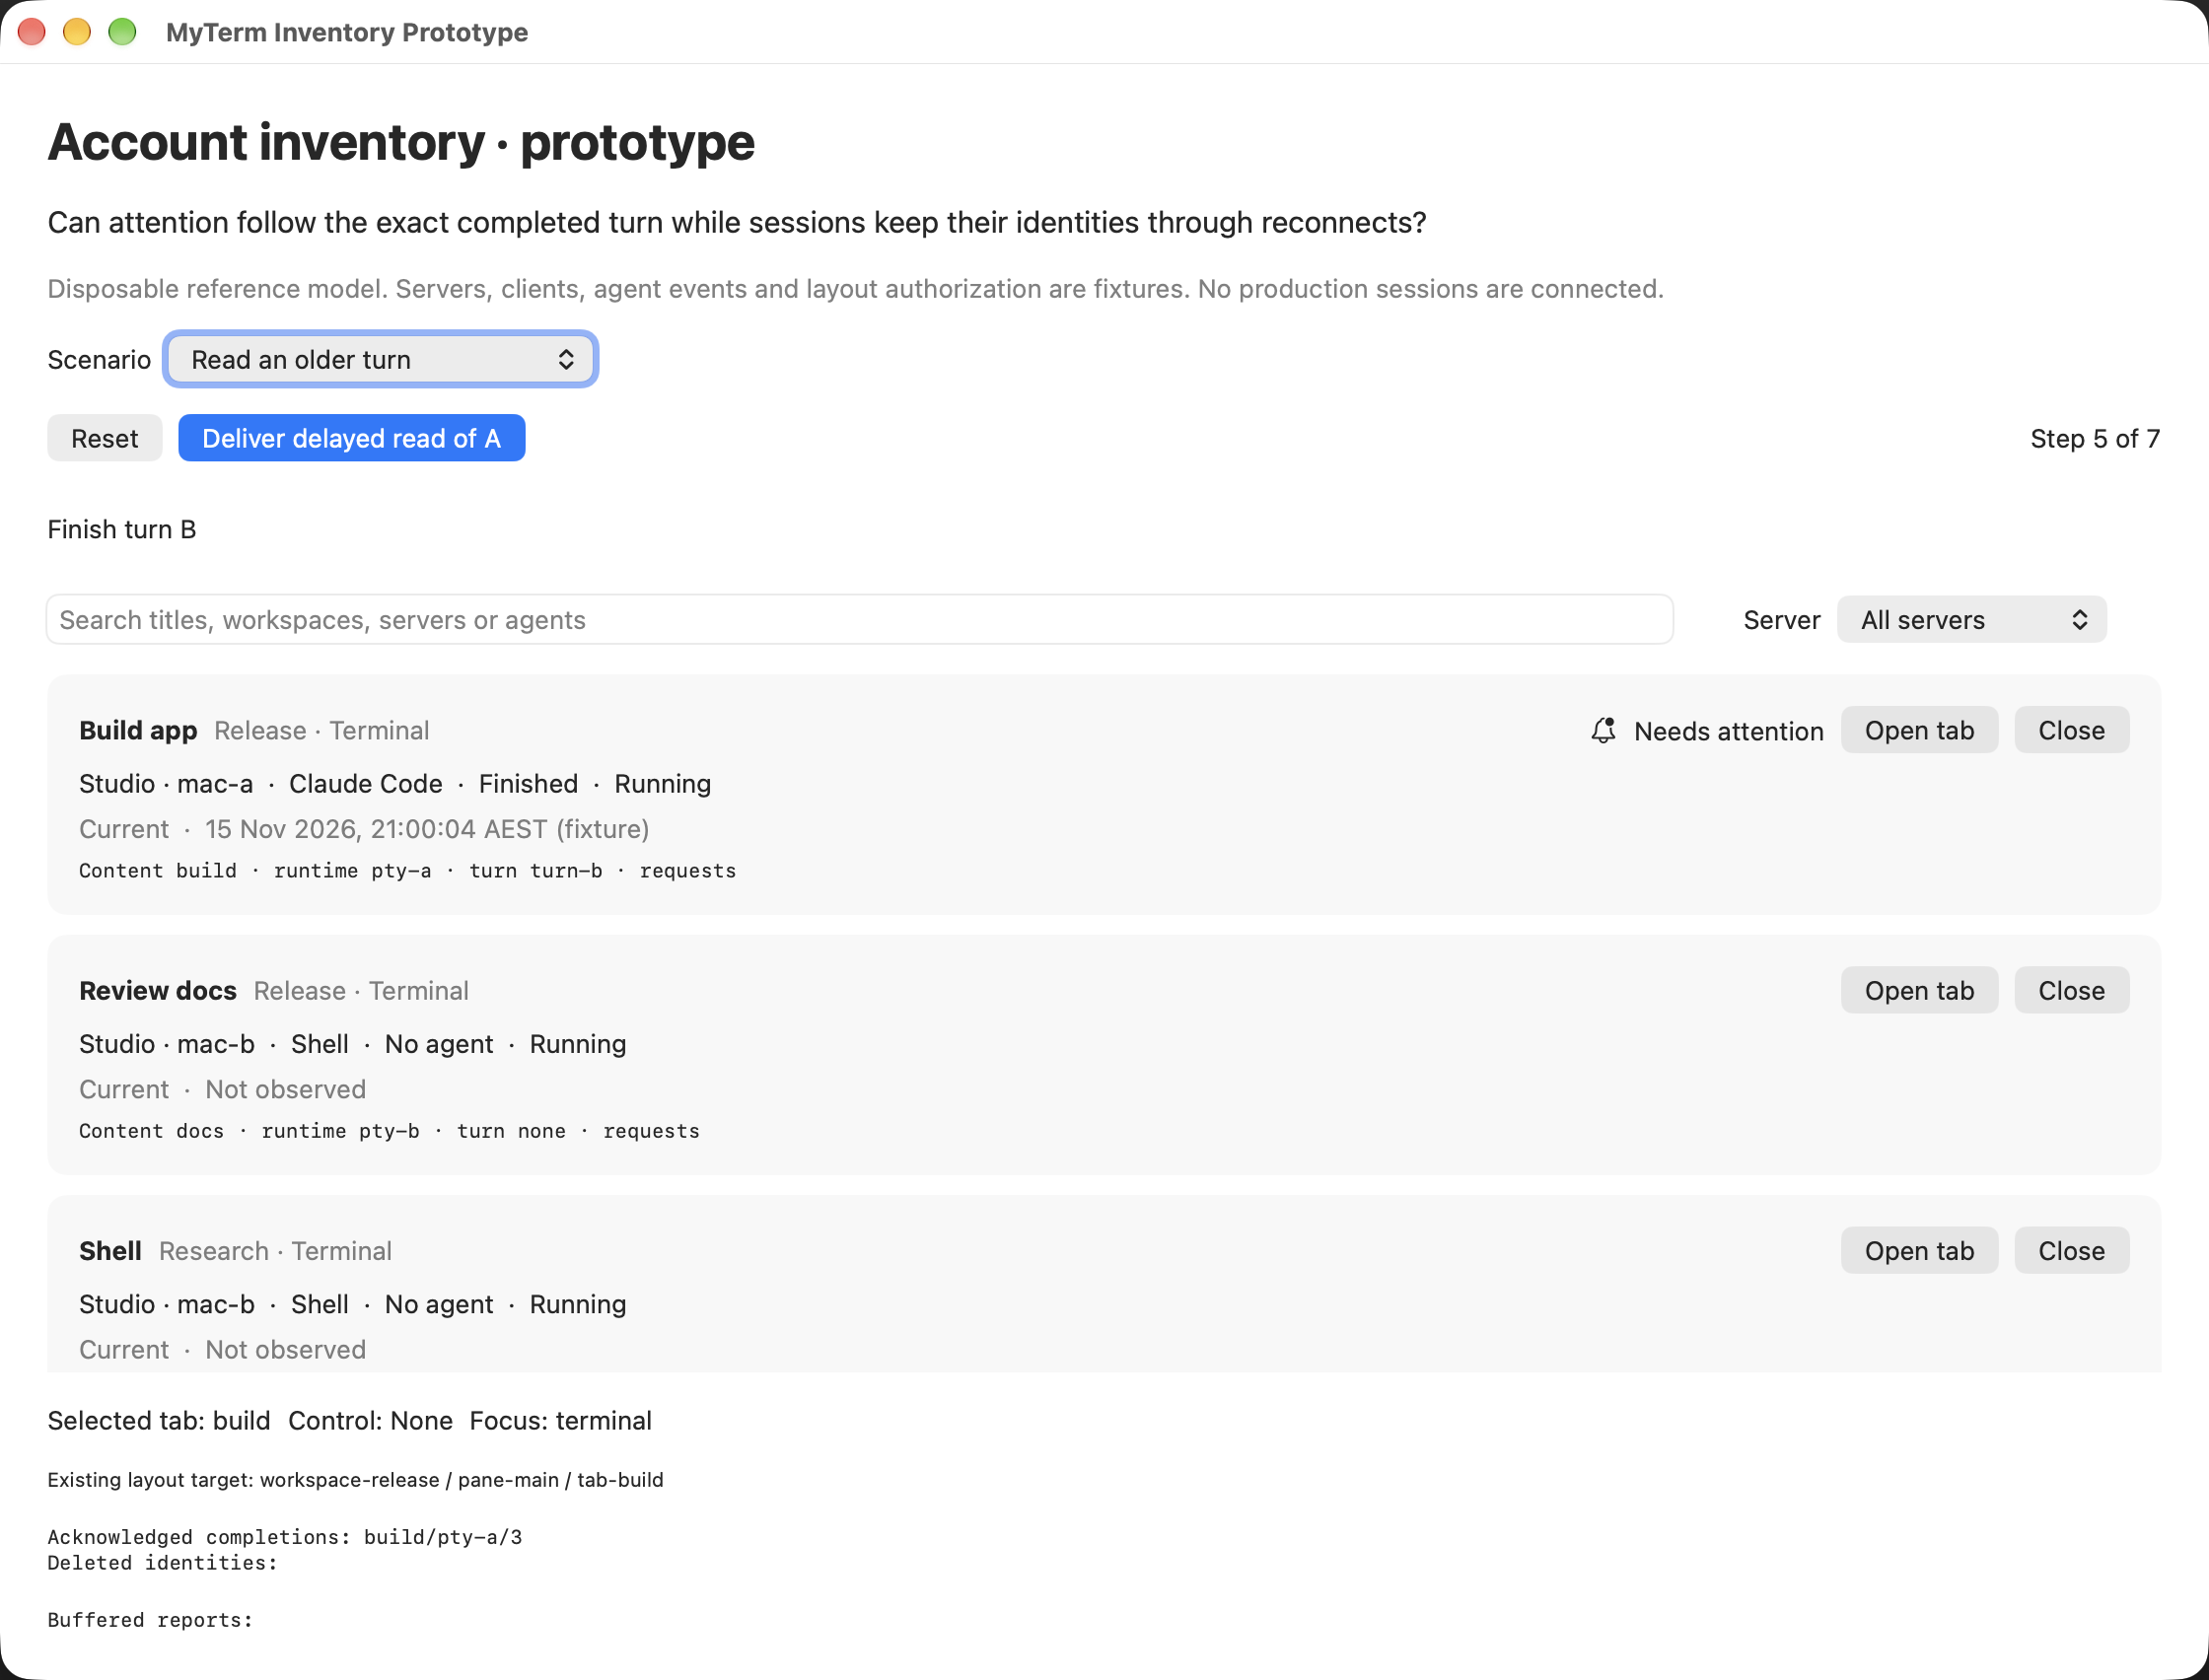 MyTerm Inventory Prototype
Account inventory · prototype
Can attention follow the exact completed turn while sessions keep their identities through reconnects?
Disposable reference model. Servers, clients, agent events and layout authorization are fixtures. No production sessions are connected.
Scenario Read an older turn
Reset Deliver delayed read of A Step 5 of 7
Finish turn B
Search titles, workspaces, servers or agents Server All servers
Build app Release · Terminal Needs attention Open tab Close
Studio · mac-a · Claude Code · Finished · Running
Current · 15 Nov 2026, 21:00:04 AEST (fixture)
Content build · runtime pty-a · turn turn-b · requests
Review docs Release · Terminal Open tab Close
Studio · mac-b · Shell · No agent · Running
Current · Not observed
Content docs · runtime pty-b · turn none · requests
Shell Research · Terminal Open tab Close
Studio · mac-b · Shell · No agent · Running
Current · Not observed
Selected tab: build Control: None Focus: terminal
Existing layout target: workspace-release / pane-main / tab-build
Acknowledged completions: build/pty-a/3
Deleted identities:
Buffered reports: